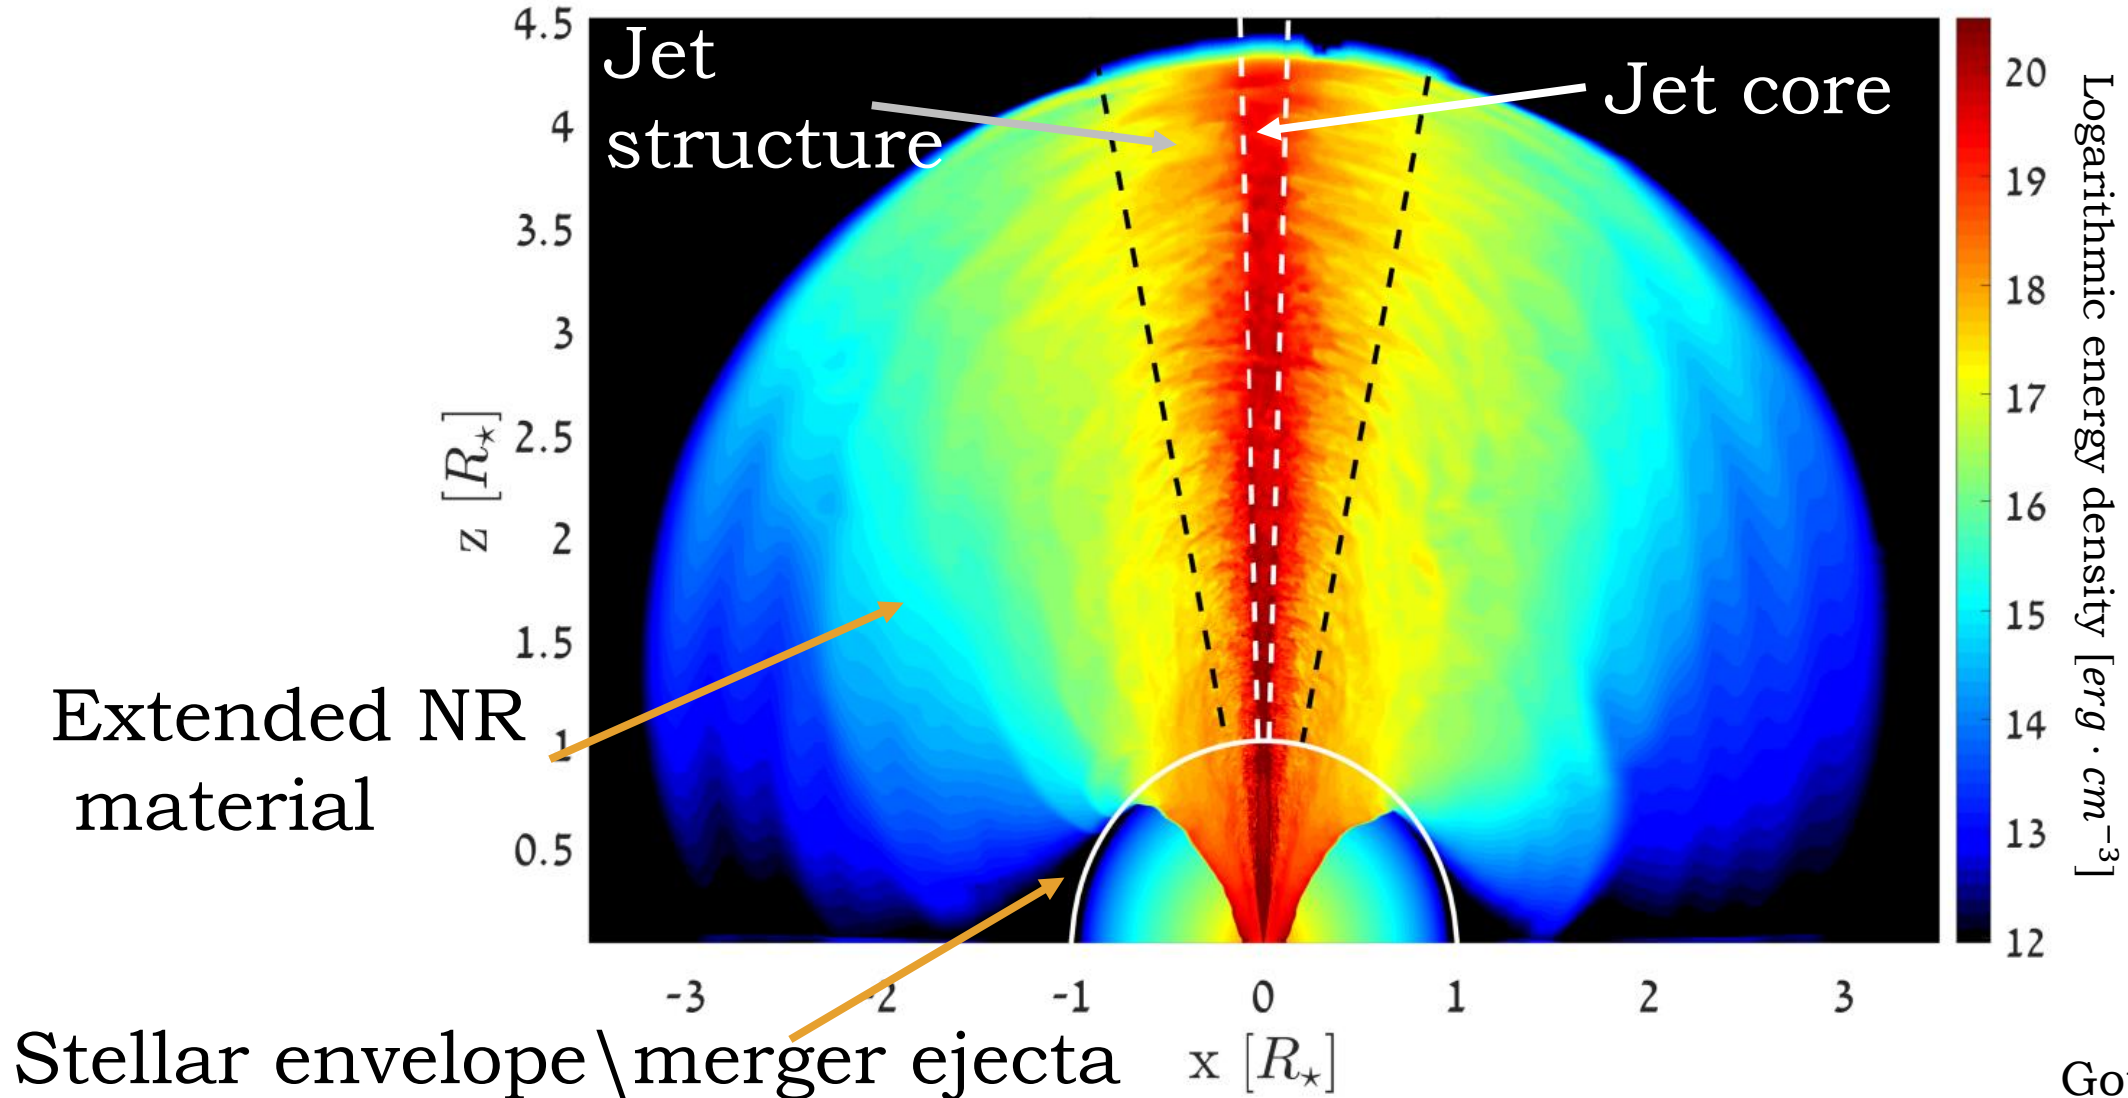 4.5
4
3.5
3
2.5
2
1.5
1
0.5
z [R⋆]
Jet
structure
Jet core
Extended NR
material
Stellar envelope\merger ejecta
-3
-2
-1
0
1
2
3
x [R⋆]
20
19
18
17
16
15
14
13
12
Logarithmic energy density [erg · cm⁻³]